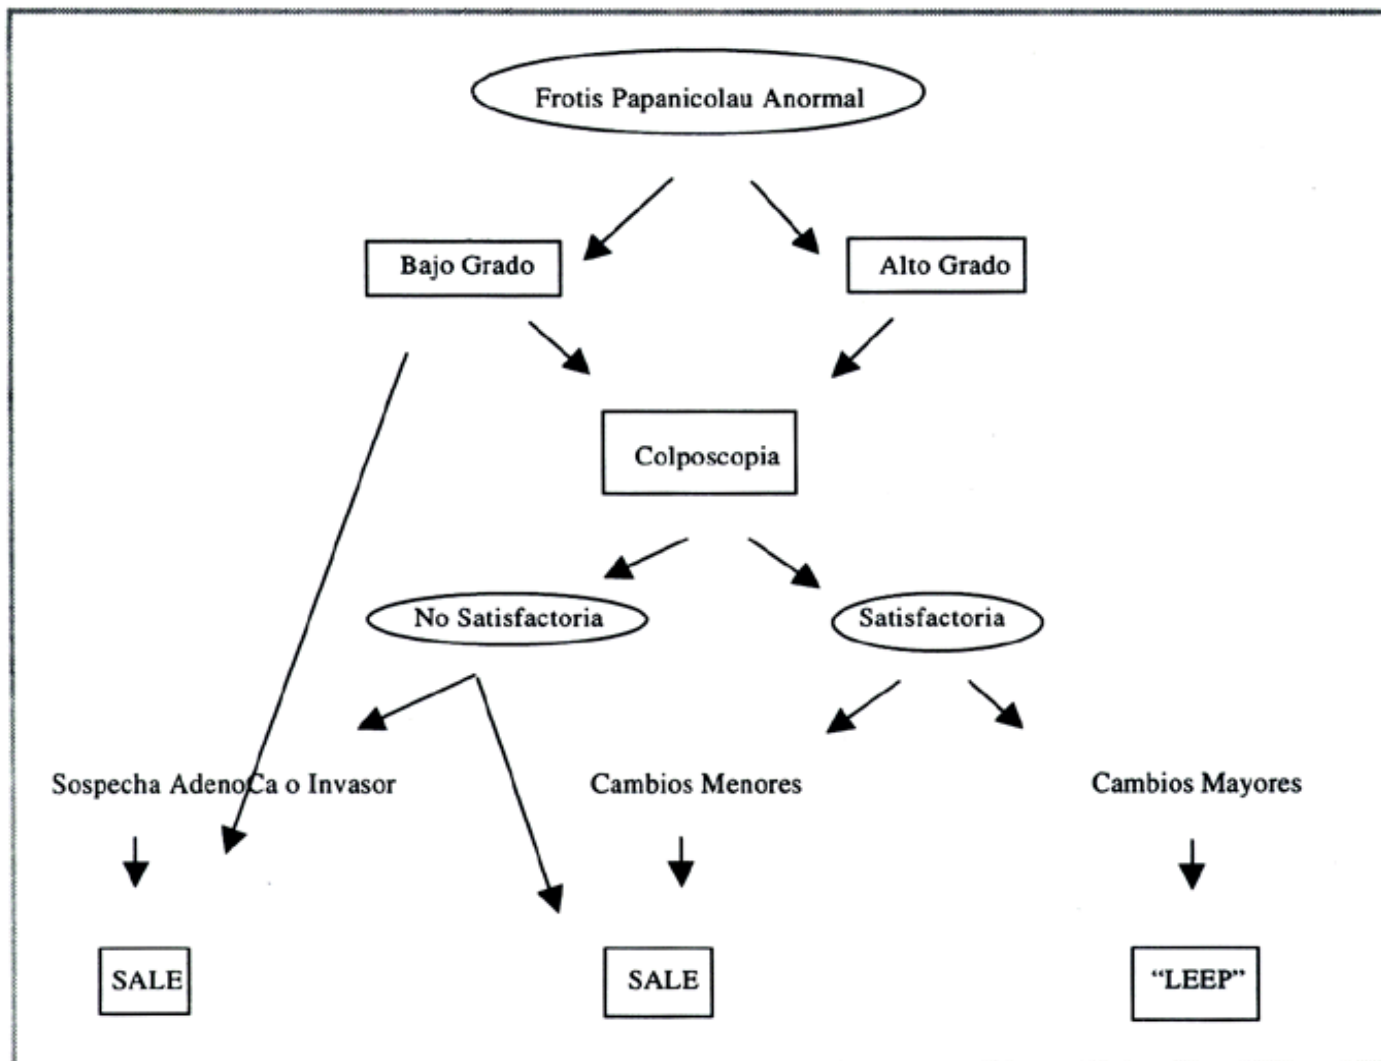 Frotis Papanicolau Anormal
Bajo Grado
Alto Grado
Colposcopia
No Satisfactoria
Satisfactoria
Sospecha AdenoCa o Invasor
Cambios Menores
Cambios Mayores
SALE
SALE
“LEEP”